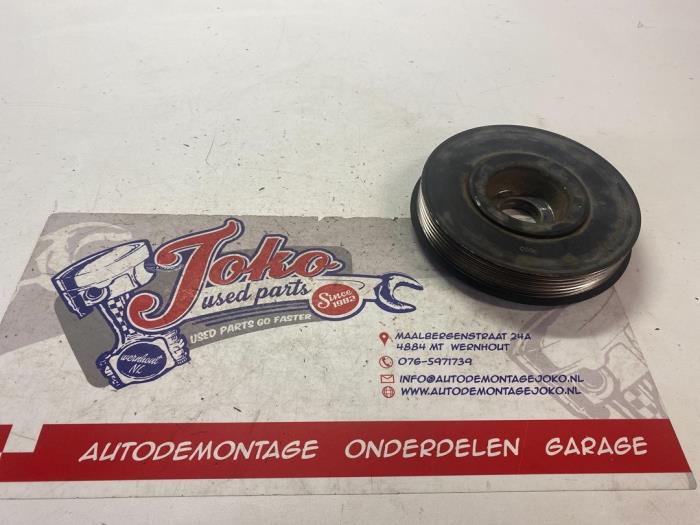 Joko
used parts
Since
1982
USED PARTS GO FASTER
wernhout
NL
MAALBERGENSTRAAT 24A
4884 MT WERNHOUT
076-5971739
INFO@AUTODEMONTAGEJOKO.NL
WWW.AUTODEMONTAGEJOKO.NL
AUTODEMONTAGE ONDERDELEN GARAGE